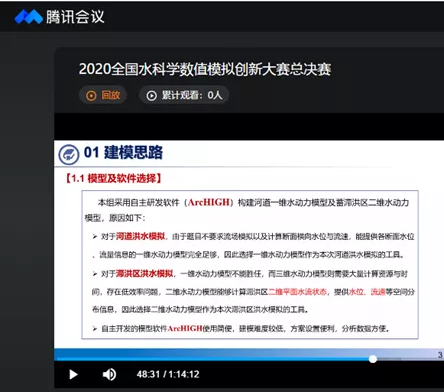 腾讯会议
2020全国水科学数值模拟创新大赛总决赛
回放 累计观看：0人
01 建模思路
【1.1 模型及软件选择】
本组采用自主研发软件（ArcHIGH）构建河道一维水动力模型及蓄滞洪区二维水动力
模型，原因如下：
➢ 对于河道洪水模拟，由于题目不要求流场模拟以及计算断面横向水位与流速，能提供各断面水位
、流量信息的一维水动力模型完全足够，因此选择一维水动力模型作为本次河道洪水模拟的工具。
➢ 对于滞洪区洪水模拟，一维水动力模型不能胜任，而三维水动力模型则需要大量计算资源与时
间，存在低效率问题，二维水动力模型能够计算洄洪区二维平面水流状态，提供水位、流速等空间分
布信息，因此选择二维水动力模型作为本次滞洪区洪水模拟的工具。
➢ 自主开发的模型软件ArcHIGH使用简便，建模难度较低，方案设置便利，分析数据方便。
3
48:31 / 1:14:12